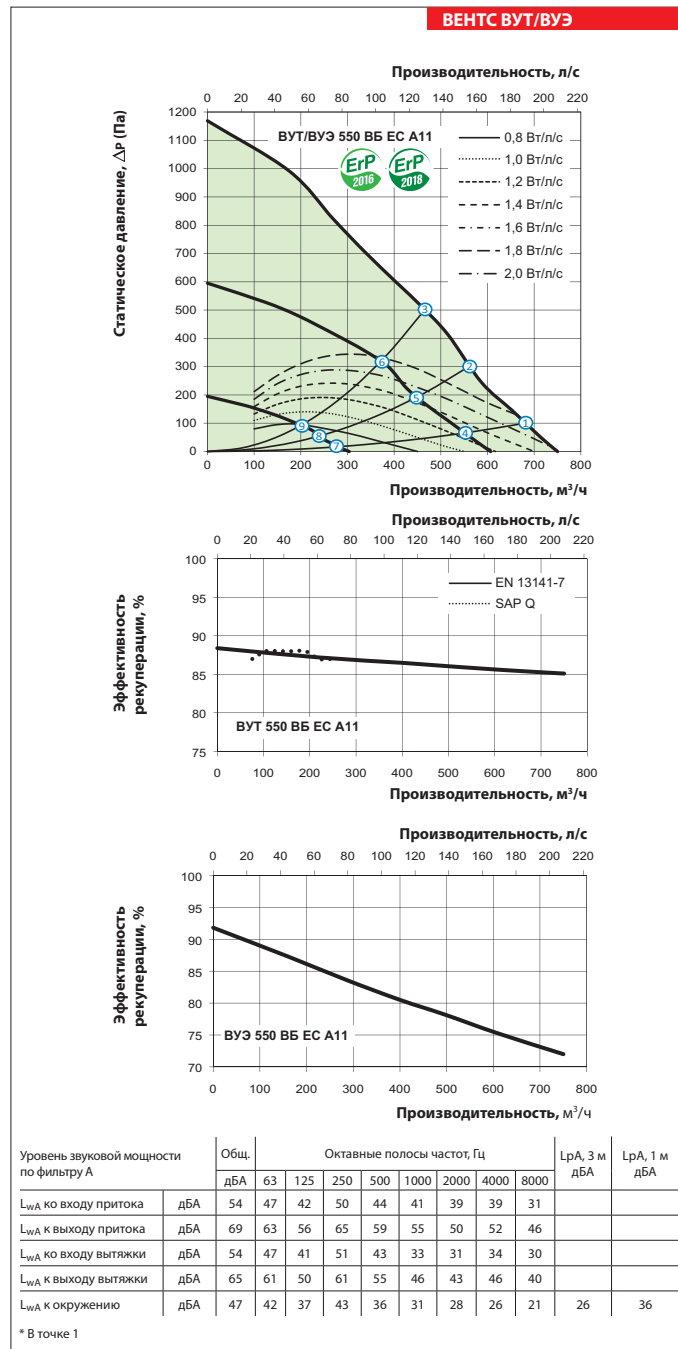 ВЕНТС ВУТ/ВУЭ
Производительность, л/с
0 20 40 60 80 100 120 140 160 180 200 220
Статическое давление, △P (Па)
1200
1100
1000
900
800
700
600
500
400
300
200
100
0
ВУТ/ВУЭ 550 ВБ ЕС А11
ErP 2016
ErP 2018
0,8 Вт/л/с
1,0 Вт/л/с
1,2 Вт/л/с
1,4 Вт/л/с
1,6 Вт/л/с
1,8 Вт/л/с
2,0 Вт/л/с
3
6
2
5
9
8
7
4
1
0 100 200 300 400 500 600 700 800
Производительность, м³/ч
Производительность, л/с
0 20 40 60 80 100 120 140 160 180 200 220
Эффективность
рекуперации, %
100
95
90
85
80
75
EN 13141-7
SAP Q
ВУТ 550 ВБ ЕС А11
0 100 200 300 400 500 600 700 800
Производительность, м³/ч
Производительность, л/с
0 20 40 60 80 100 120 140 160 180 200 220
Эффективность
рекуперации, %
100
95
90
85
80
75
70
ВУЭ 550 ВБ ЕС А11
0 100 200 300 400 500 600 700 800
Производительность, м³/ч
Уровень звуковой мощности
по фильтру А
Общ. Октавные полосы частот, Гц LpA, 3 м LpA, 1 м
дБА 63 125 250 500 1000 2000 4000 8000 дБА дБА
LwA ко входу притока дБА 54 47 42 50 44 41 39 39 31
LwA к выходу притока дБА 69 63 56 65 59 55 50 52 46
LwA ко входу вытяжки дБА 54 47 41 51 43 33 31 34 30
LwA к выходу вытяжки дБА 65 61 50 61 55 46 43 46 40
LwA к окружению дБА 47 42 37 43 36 31 28 26 21 26 36
* В точке 1